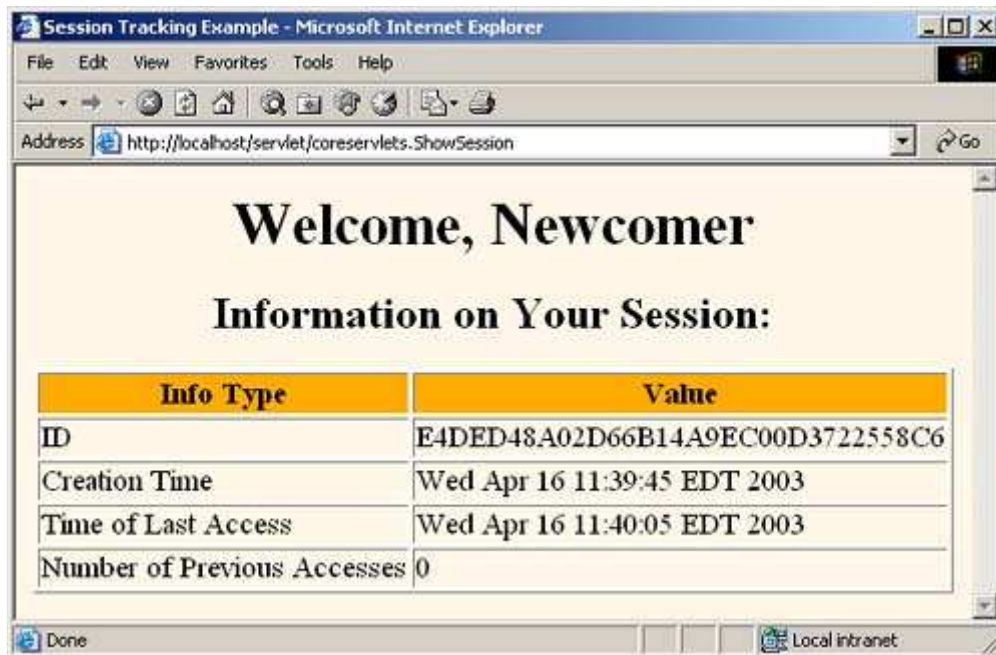 Session Tracking Example - Microsoft Internet Explorer
File Edit View Favorites Tools Help
Address http://localhost/servlet/coreservlets.ShowSession Go
Welcome, Newcomer
Information on Your Session:
Info Type Value
ID E4DED48A02D66B14A9EC00D3722558C6
Creation Time Wed Apr 16 11:39:45 EDT 2003
Time of Last Access Wed Apr 16 11:40:05 EDT 2003
Number of Previous Accesses 0
Done Local intranet